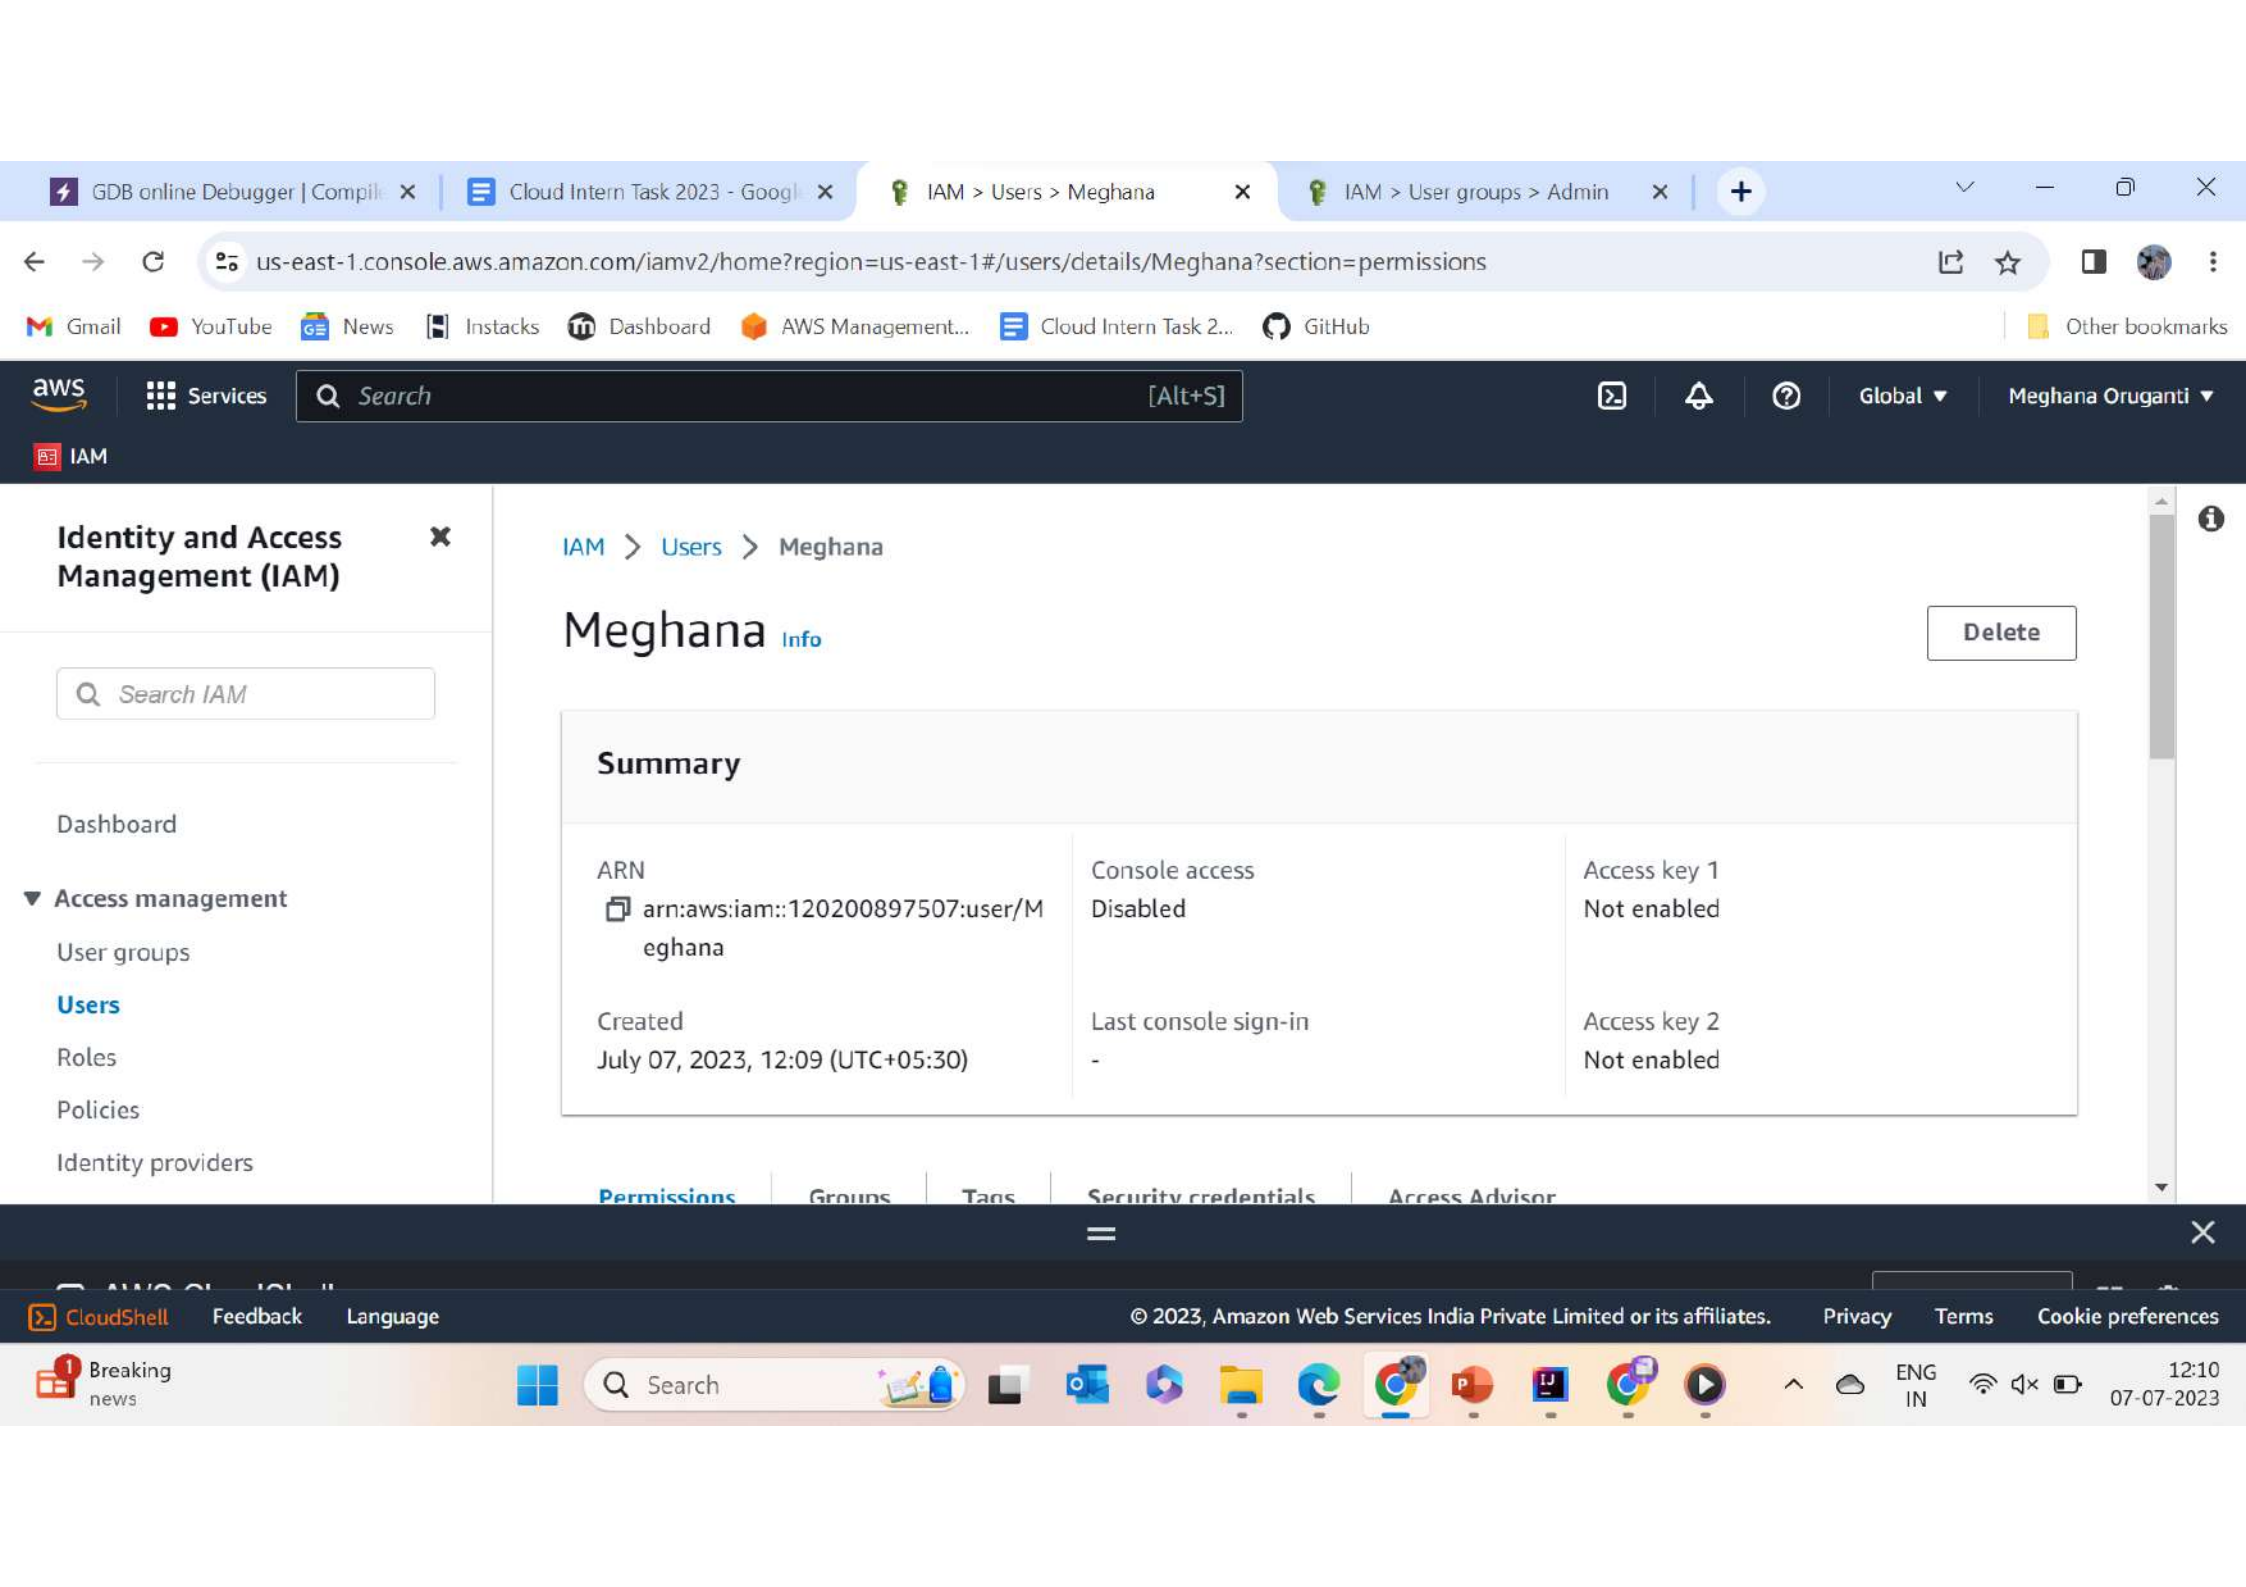 GDB online Debugger | Compile
Cloud Intern Task 2023 - Googl
IAM > Users > Meghana
IAM > User groups > Admin
us-east-1.console.aws.amazon.com/iamv2/home?region=us-east-1#/users/details/Meghana?section=permissions
Gmail
YouTube
GE
News
Instacks
Dashboard
AWS Management...
Cloud Intern Task 2...
GitHub
Other bookmarks
aws
Services
Search
[Alt+S]
Global
Meghana Oruganti
IAM
Identity and Access
Management (IAM)
Search IAM
Dashboard
Access management
User groups
Users
Roles
Policies
Identity providers
IAM > Users > Meghana
Meghana Info
Delete
Summary
ARN
arn:aws:iam::120200897507:user/M
eghana
Console access
Disabled
Access key 1
Not enabled
Created
July 07, 2023, 12:09 (UTC+05:30)
Last console sign-in
-
Access key 2
Not enabled
Permissions
Groups
Tags
Security credentials
Access Advisor
AWS CloudShell
CloudShell
Feedback
Language
© 2023, Amazon Web Services India Private Limited or its affiliates.
Privacy
Terms
Cookie preferences
1
Breaking
news
Search
ENG
IN
12:10
07-07-2023